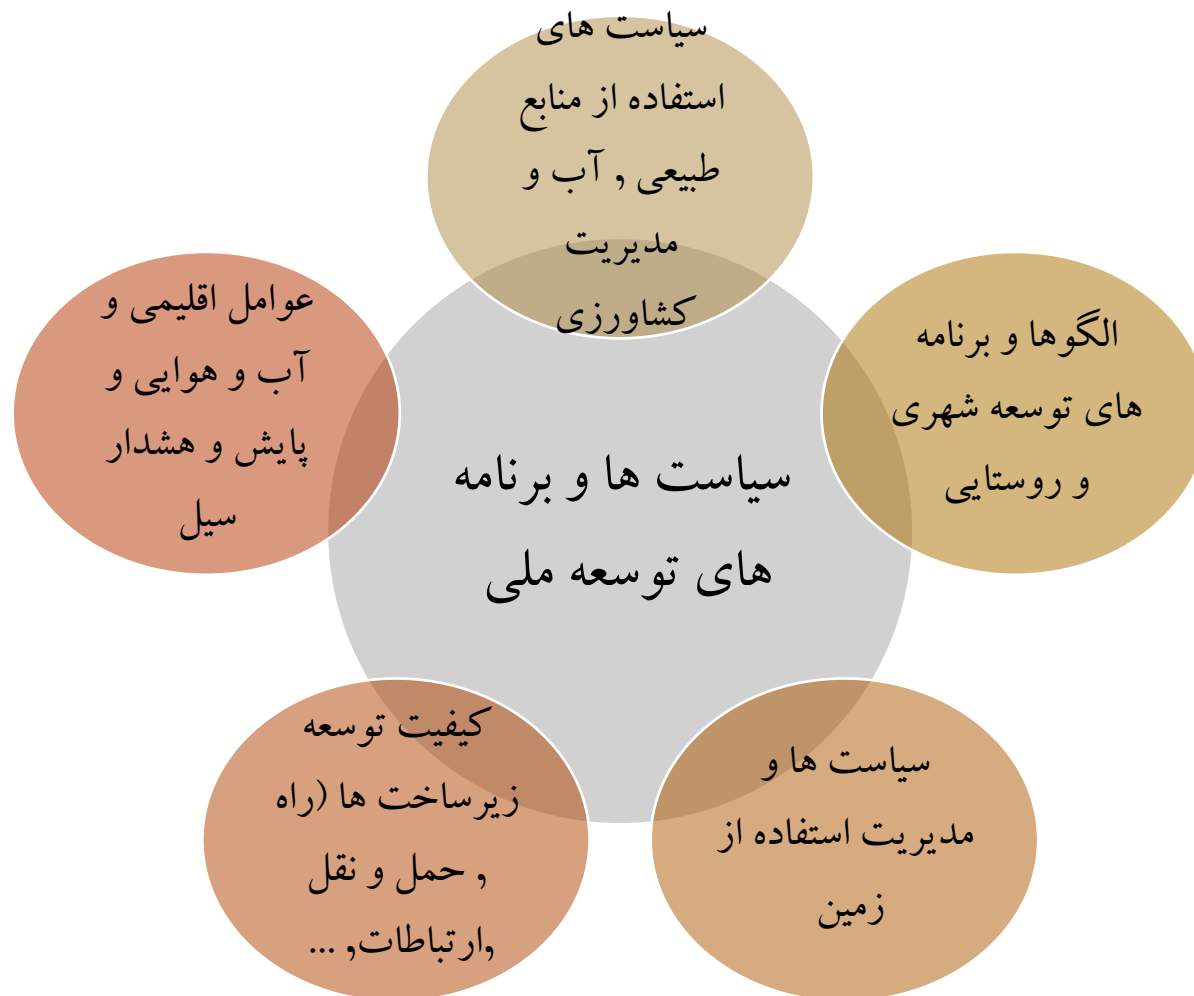 سیاست های
استفاده از منابع
طبیعی , آب و
مدیریت
کشاورزی
الگوها و برنامه
های توسعه شهری
و روستایی
سیاست ها و
مدیریت استفاده از
زمین
کیفیت توسعه
زیرساخت ها (راه
, حمل و نقل
,ارتباطات, ...
عوامل اقلیمی و
آب و هوایی و
پایش و هشدار
سیل
سیاست ها و برنامه
های توسعه ملی